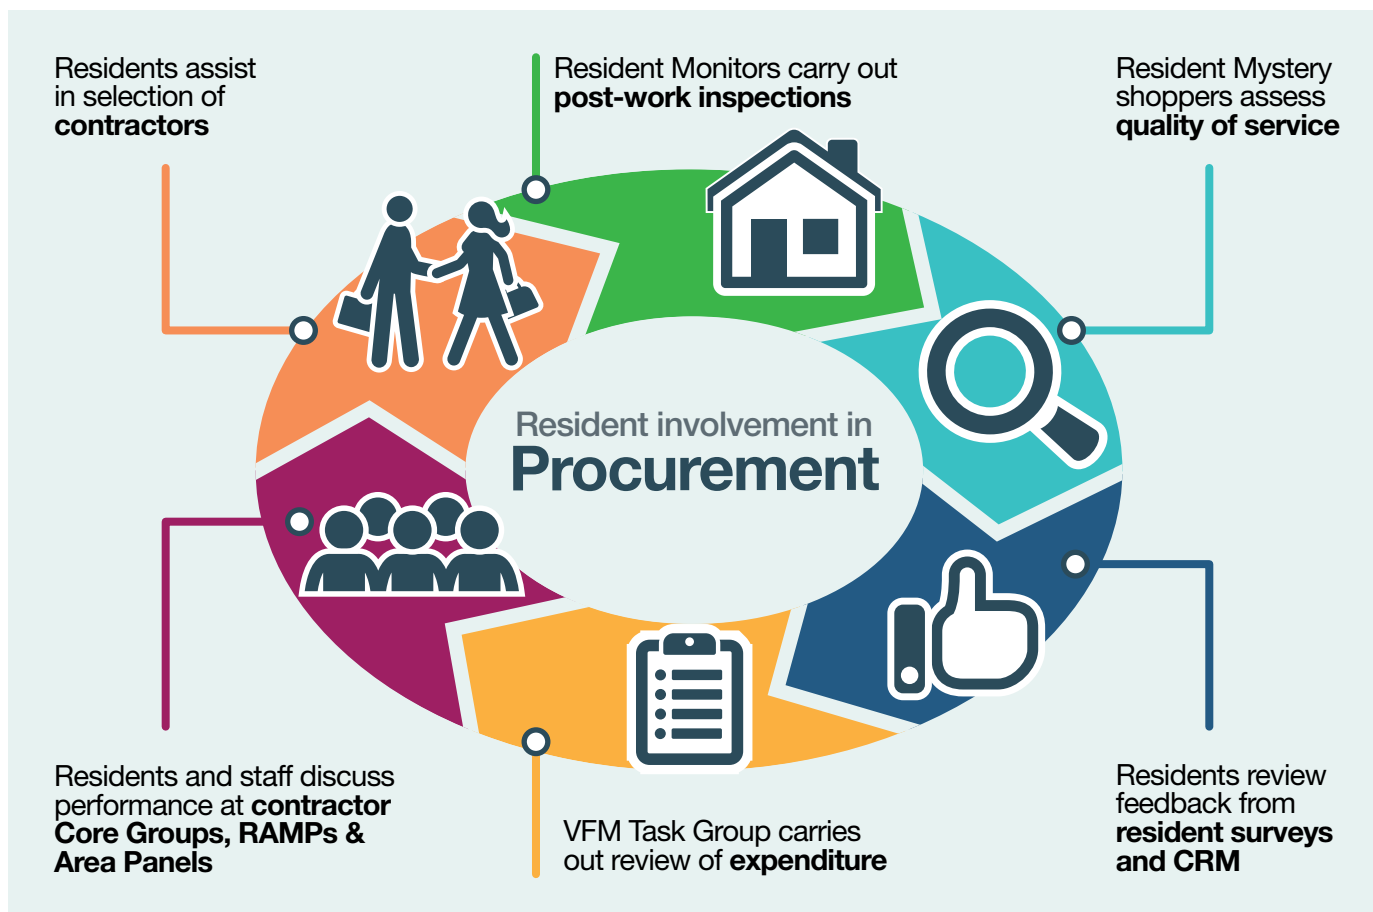 Residents assist
in selection of
contractors
Resident Monitors carry out
post-work inspections
Resident Mystery
shoppers assess
quality of service
Resident involvement in
Procurement
Residents and staff discuss
performance at contractor
Core Groups, RAMPs &
Area Panels
VFM Task Group carries
out review of expenditure
Residents review
feedback from
resident surveys
and CRM